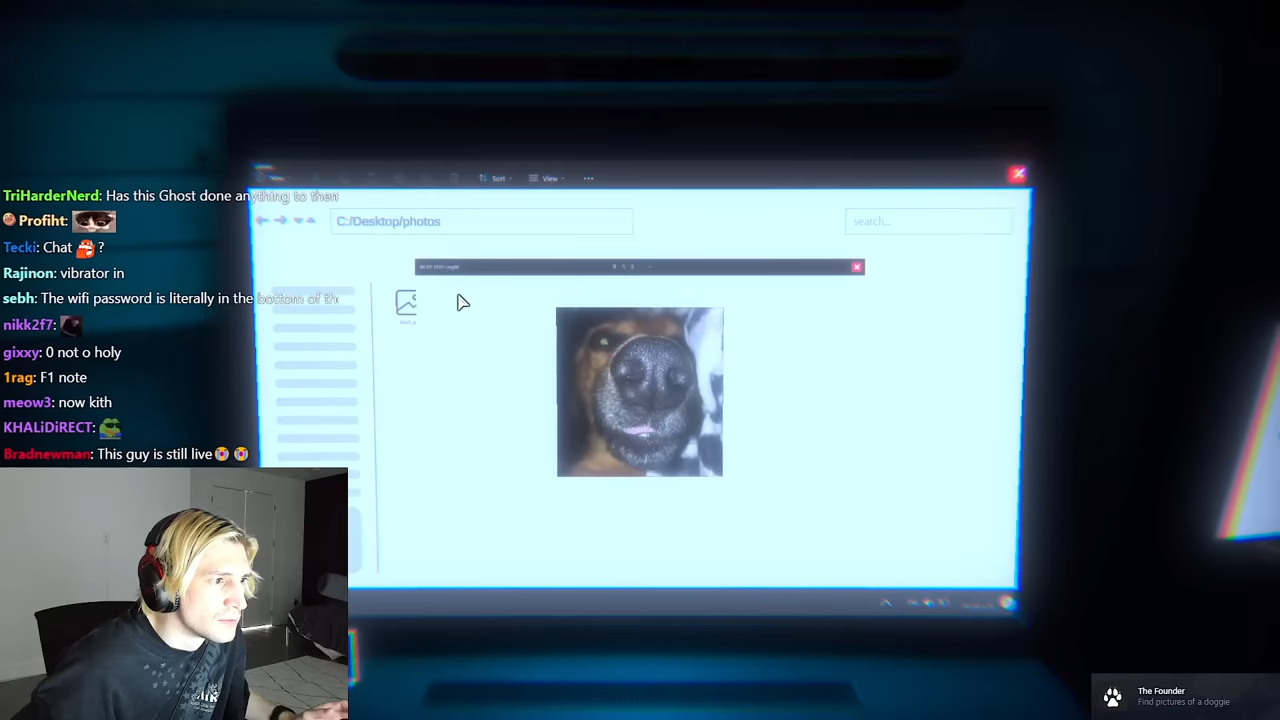 Sort
View
C:/Desktop/photos
search...
TriHarderNerd: Has this Ghost done anything to them
Profiht:
Tecki: Chat ?
Rajinon: vibrator in
sebh: The wifi password is literally in the bottom of the
nikk2f7:
gixxy: 0 not o holy
1rag: F1 note
meow3: now kith
KHALiDiRECT:
Bradnewman: This guy is still live
The Founder
Find pictures of a doggie